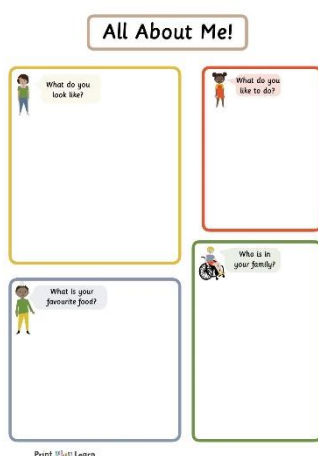 All About Me!
What do you
look like?
What do you
like to do?
What is your
favourite food?
Who is in
your family?
Print Play Learn